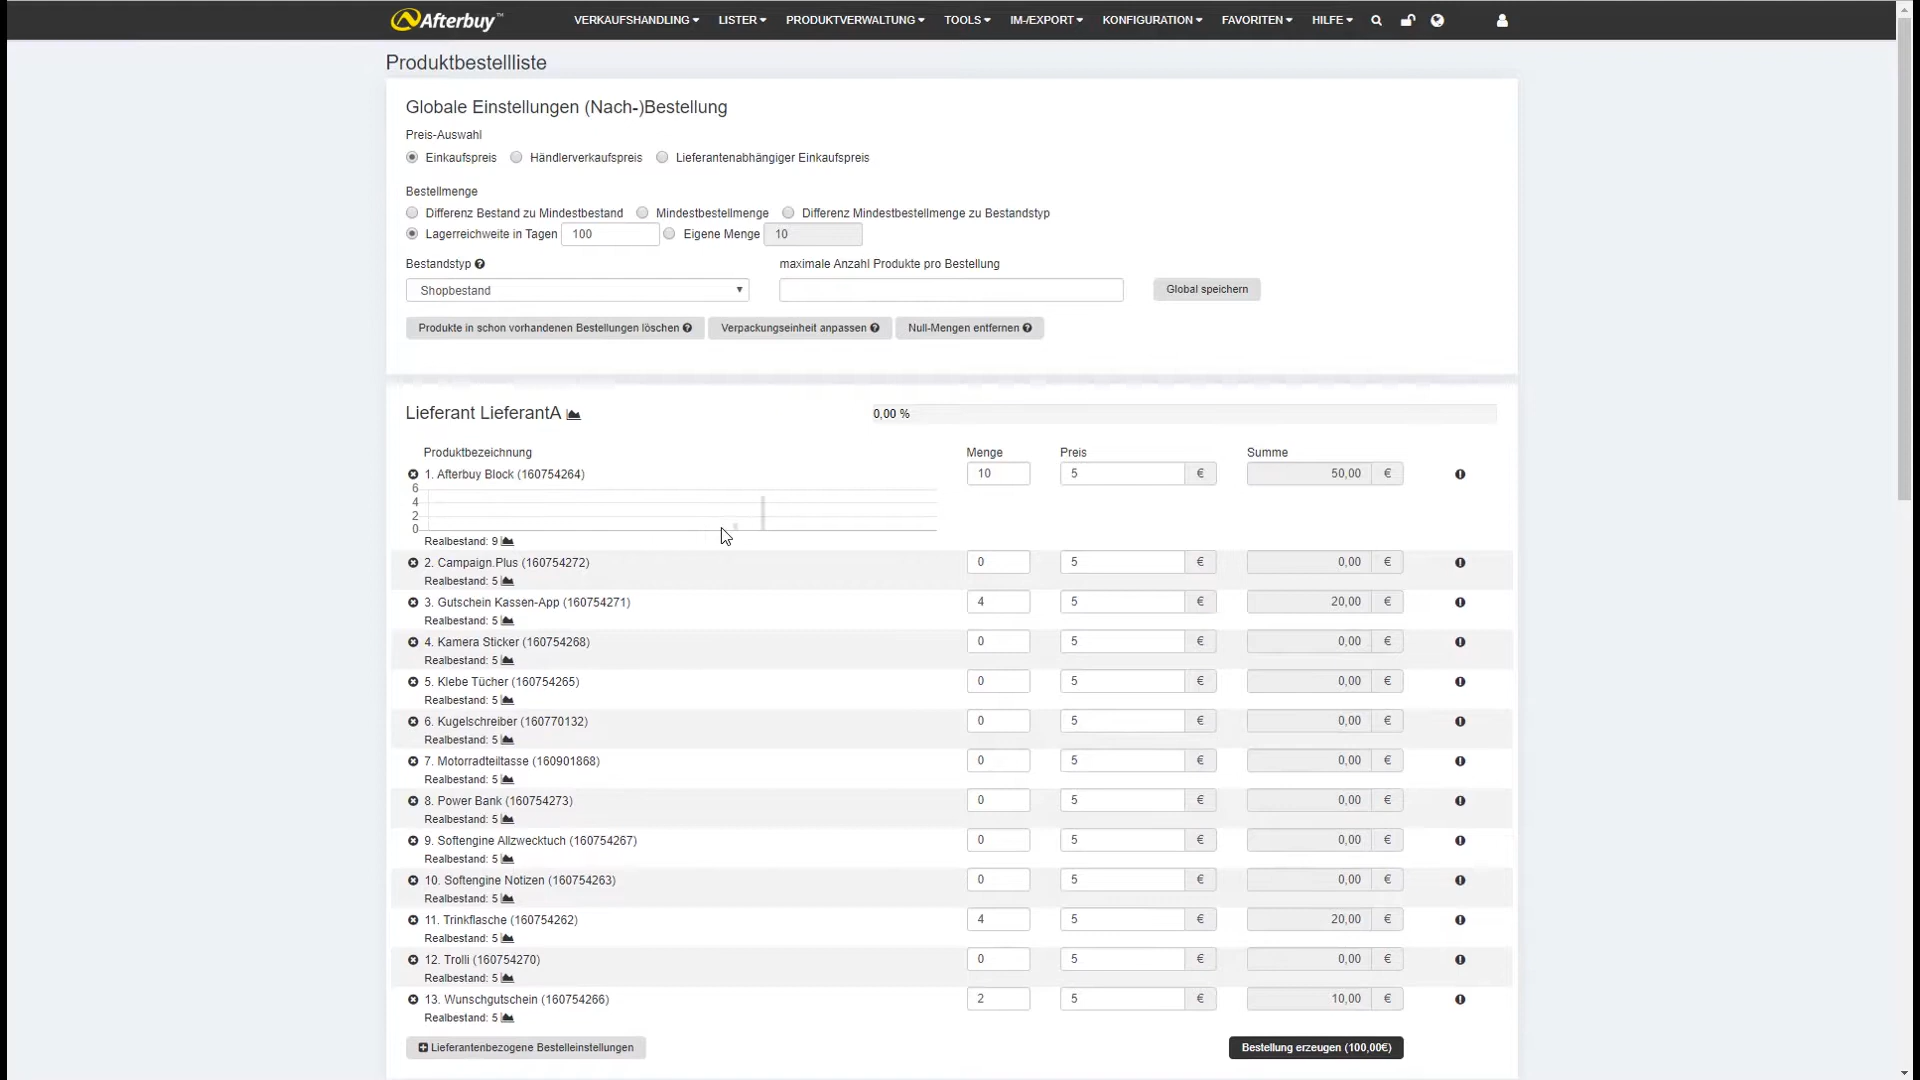 Afterbuy™ VERKAUFSHANDLUNG LISTER PRODUKTVERWALTUNG TOOLS IM-/EXPORT KONFIGURATION FAVORITEN HILFE
Produktbestellliste
Globale Einstellungen (Nach-)Bestellung
Preis-Auswahl
Einkaufspreis Händlerverkaufspreis Lieferantenabhängiger Einkaufspreis
Bestellmenge
Differenz Bestand zu Mindestbestand Mindestbestellmenge Differenz Mindestbestellmenge zu Bestandstyp
Lagerreichweite in Tagen 100 Eigene Menge 10
Bestandstyp maximale Anzahl Produkte pro Bestellung
Shopbestand Global speichern
Produkte in schon vorhandenen Bestellungen löschen Verpackungseinheit anpassen Null-Mengen entfernen
Lieferant LieferantA 0,00 %
Produktbezeichnung Menge Preis Summe
1. Afterbuy Block (160754264) 10 5 € 50,00 €
6
4
2
0
Realbestand: 9
2. Campaign.Plus (160754272) 0 5 € 0,00 €
Realbestand: 5
3. Gutschein Kassen-App (160754271) 4 5 € 20,00 €
Realbestand: 5
4. Kamera Sticker (160754268) 0 5 € 0,00 €
Realbestand: 5
5. Klebe Tücher (160754265) 0 5 € 0,00 €
Realbestand: 5
6. Kugelschreiber (160770132) 0 5 € 0,00 €
Realbestand: 5
7. Motorradteiltasse (160901868) 0 5 € 0,00 €
Realbestand: 5
8. Power Bank (160754273) 0 5 € 0,00 €
Realbestand: 5
9. Softengine Allzwecktuch (160754267) 0 5 € 0,00 €
Realbestand: 5
10. Softengine Notizen (160754263) 0 5 € 0,00 €
Realbestand: 5
11. Trinkflasche (160754262) 4 5 € 20,00 €
Realbestand: 5
12. Trolli (160754270) 0 5 € 0,00 €
Realbestand: 5
13. Wunschgutschein (160754266) 2 5 € 10,00 €
Realbestand: 5
Lieferantenbezogene Bestelleinstellungen Bestellung erzeugen (100,00€)